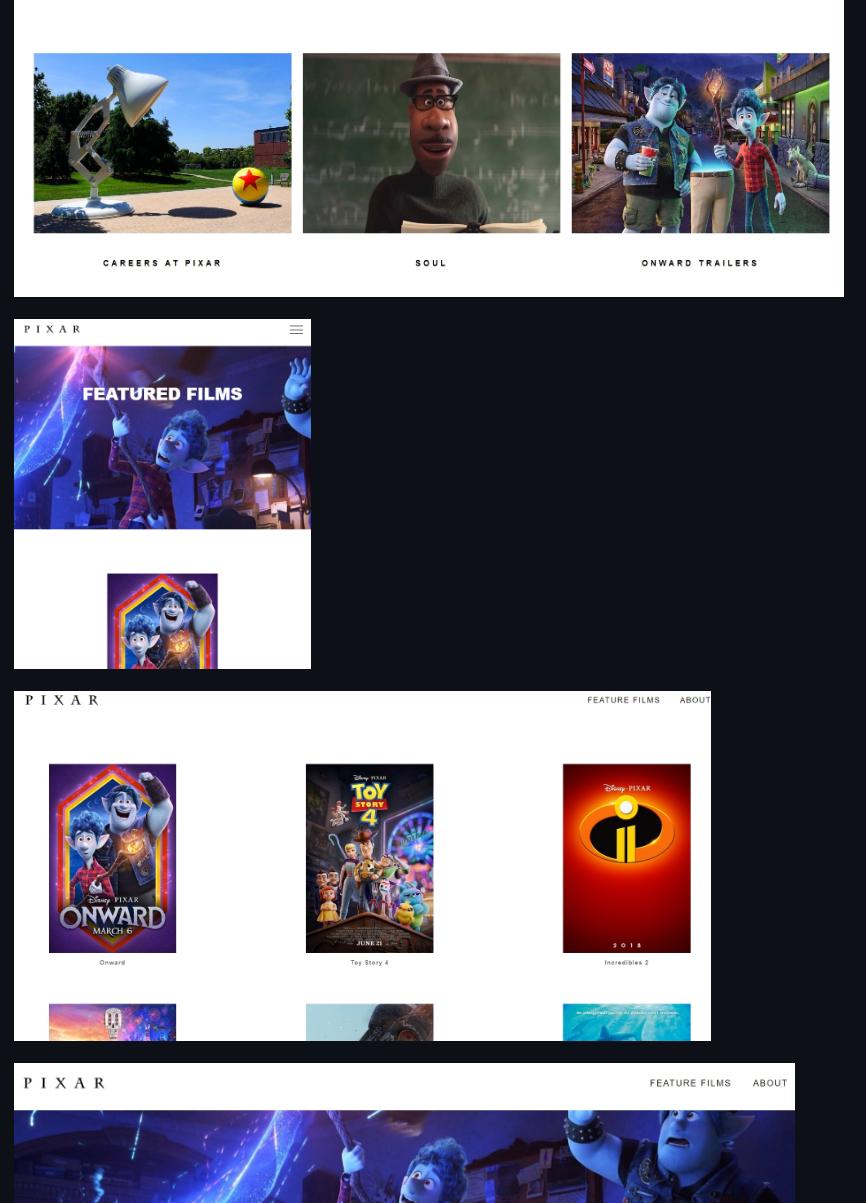 CAREERS AT PIXAR
SOUL
ONWARD TRAILERS
PIXAR
FEATURED FILMS
PIXAR
FEATURE FILMS
ABOUT
Disney PIXAR
ONWARD
MARCH 6
Disney PIXAR
TOY
STORY
4
JUNE 21
Disney PIXAR
2018
Onward
Toy Story 4
Incredibles 2
PIXAR
FEATURE FILMS
ABOUT